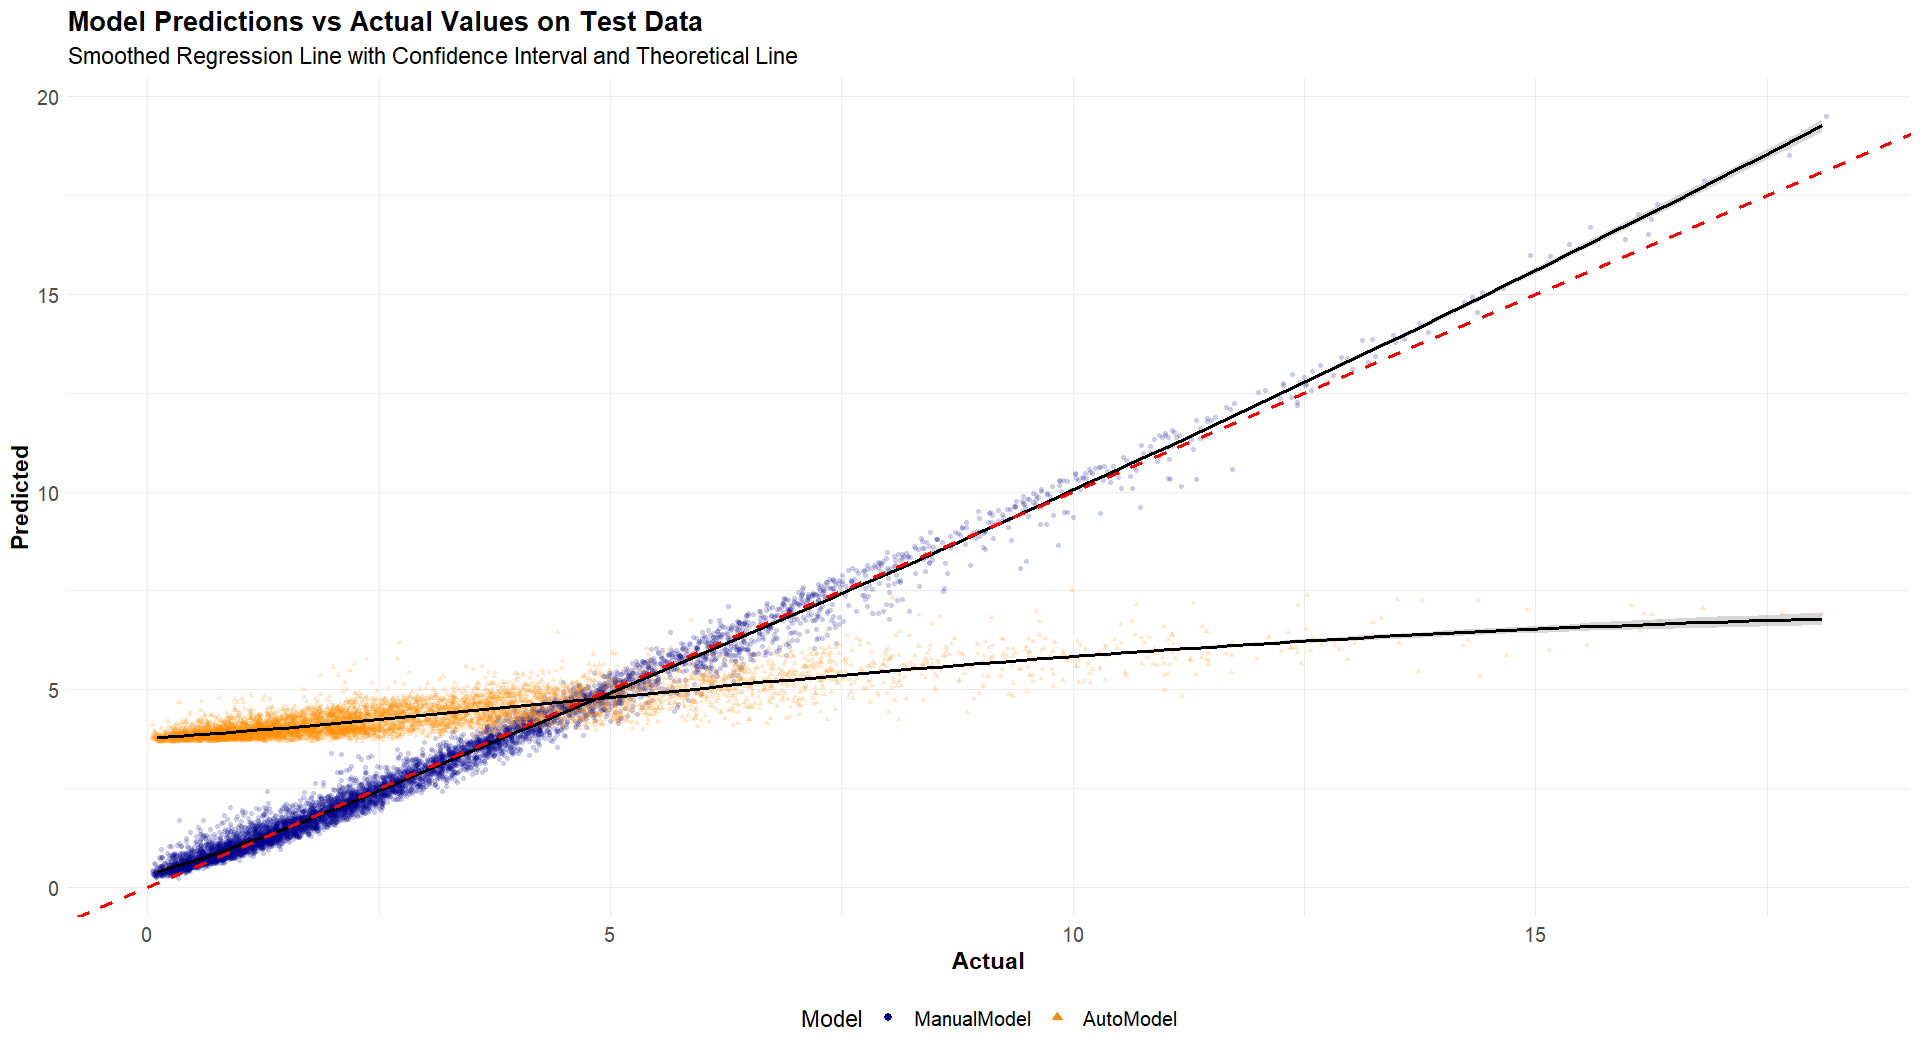 Model Predictions vs Actual Values on Test Data
Smoothed Regression Line with Confidence Interval and Theoretical Line
20
15
10
5
0
Predicted
0 5 10 15
Actual
Model ManualModel AutoModel